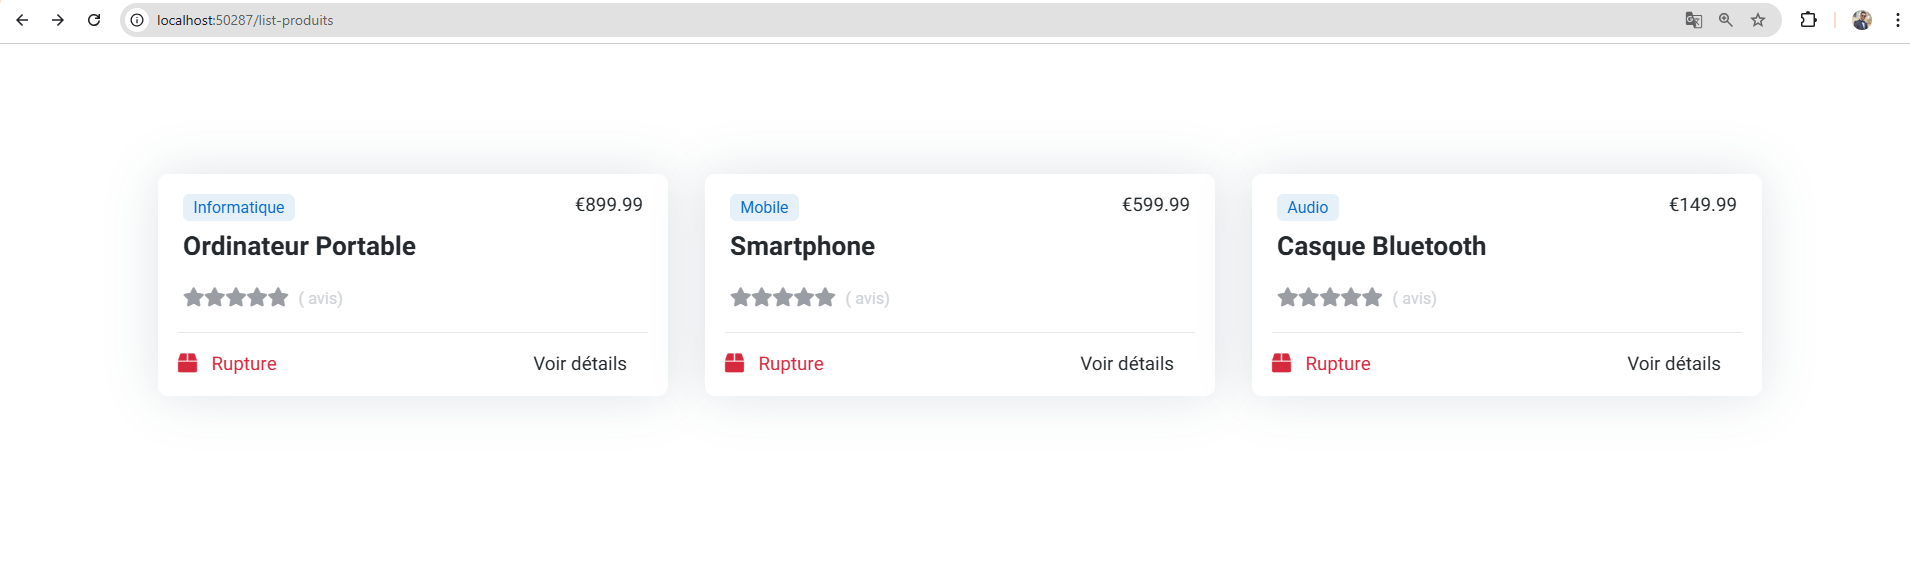 localhost:50287/list-produits
Informatique €899.99
Ordinateur Portable
( avis)
Rupture Voir détails
Mobile €599.99
Smartphone
( avis)
Rupture Voir détails
Audio €149.99
Casque Bluetooth
( avis)
Rupture Voir détails